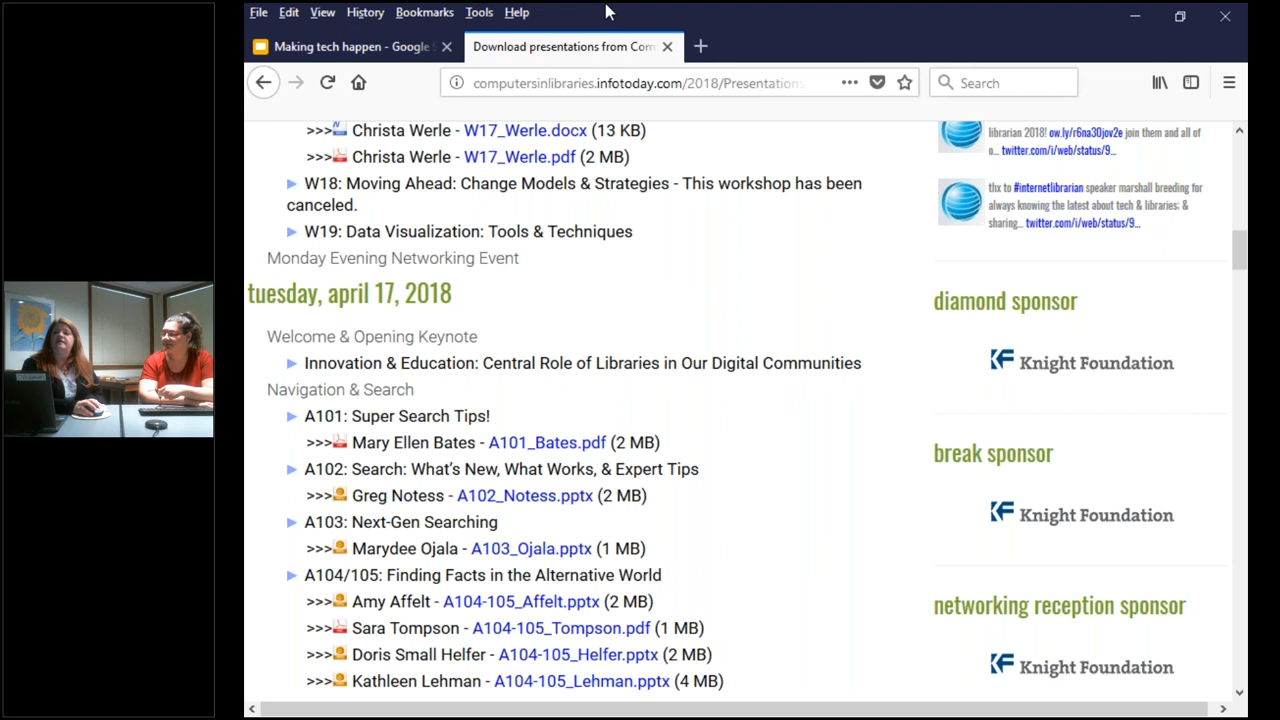 File Edit View History Bookmarks Tools Help
Making tech happen - Google
Download presentations from Com
computersinlibraries.infotoday.com/2018/Presentations
Search
>>> Christa Werle - W17_Werle.docx (13 KB)
>>> Christa Werle - W17_Werle.pdf (2 MB)
W18: Moving Ahead: Change Models & Strategies - This workshop has been
canceled.
W19: Data Visualization: Tools & Techniques
Monday Evening Networking Event
tuesday, april 17, 2018
Welcome & Opening Keynote
Innovation & Education: Central Role of Libraries in Our Digital Communities
Navigation & Search
A101: Super Search Tips!
>>> Mary Ellen Bates - A101_Bates.pdf (2 MB)
A102: Search: What's New, What Works, & Expert Tips
>>> Greg Notess - A102_Notess.pptx (2 MB)
A103: Next-Gen Searching
>>> Marydee Ojala - A103_Ojala.pptx (1 MB)
A104/105: Finding Facts in the Alternative World
>>> Amy Affelt - A104-105_Affelt.pptx (2 MB)
>>> Sara Tompson - A104-105_Tompson.pdf (1 MB)
>>> Doris Small Helfer - A104-105_Helfer.pptx (2 MB)
>>> Kathleen Lehman - A104-105_Lehman.pptx (4 MB)
librarian 2018! ow.ly/r6na30jov2e join them and all of
o... twitter.com/i/web/status/9...
thx to #internetlibrarian speaker marshall breeding for
always knowing the latest about tech & libraries; &
sharing... twitter.com/i/web/status/9...
diamond sponsor
Knight Foundation
break sponsor
Knight Foundation
networking reception sponsor
Knight Foundation